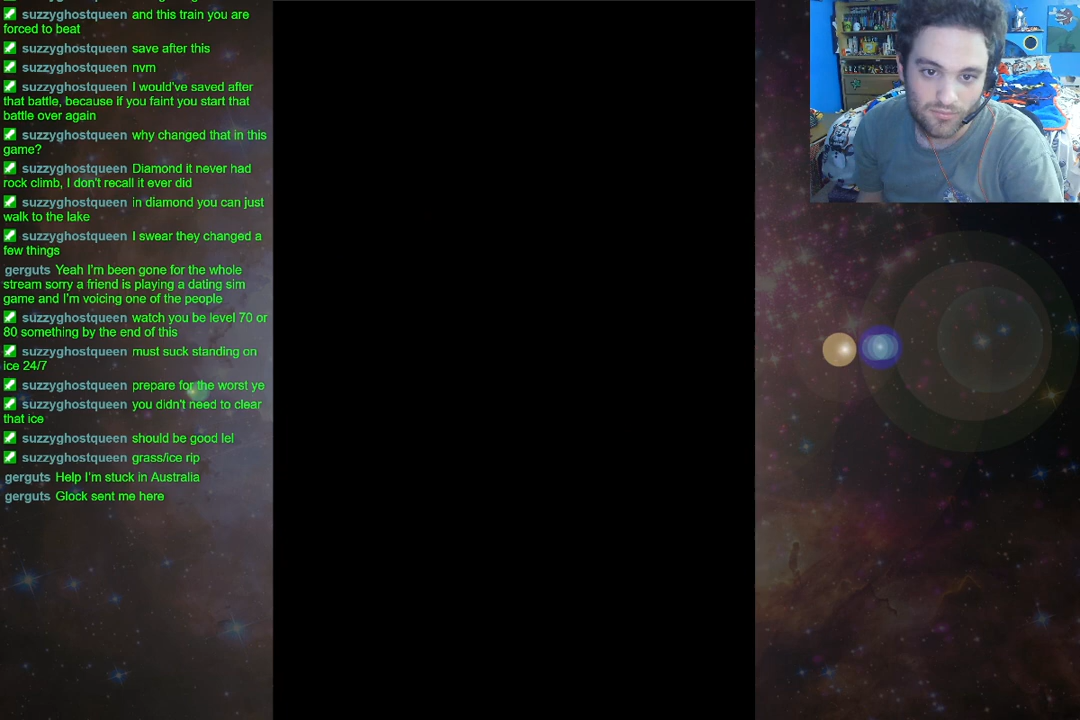 suzzyghostqueen and this train you are
forced to beat
suzzyghostqueen save after this
suzzyghostqueen nvm
suzzyghostqueen I would've saved after
that battle, because if you faint you start that
battle over again
suzzyghostqueen why changed that in this
game?
suzzyghostqueen Diamond it never had
rock climb, I don't recall it ever did
suzzyghostqueen in diamond you can just
walk to the lake
suzzyghostqueen I swear they changed a
few things
gerguts Yeah I'm been gone for the whole
stream sorry a friend is playing a dating sim
game and I'm voicing one of the people
suzzyghostqueen watch you be level 70 or
80 something by the end of this
suzzyghostqueen must suck standing on
ice 24/7
suzzyghostqueen prepare for the worst ye
suzzyghostqueen you didn't need to clear
that ice
suzzyghostqueen should be good lel
suzzyghostqueen grass/ice rip
gerguts Help I'm stuck in Australia
gerguts Glock sent me here